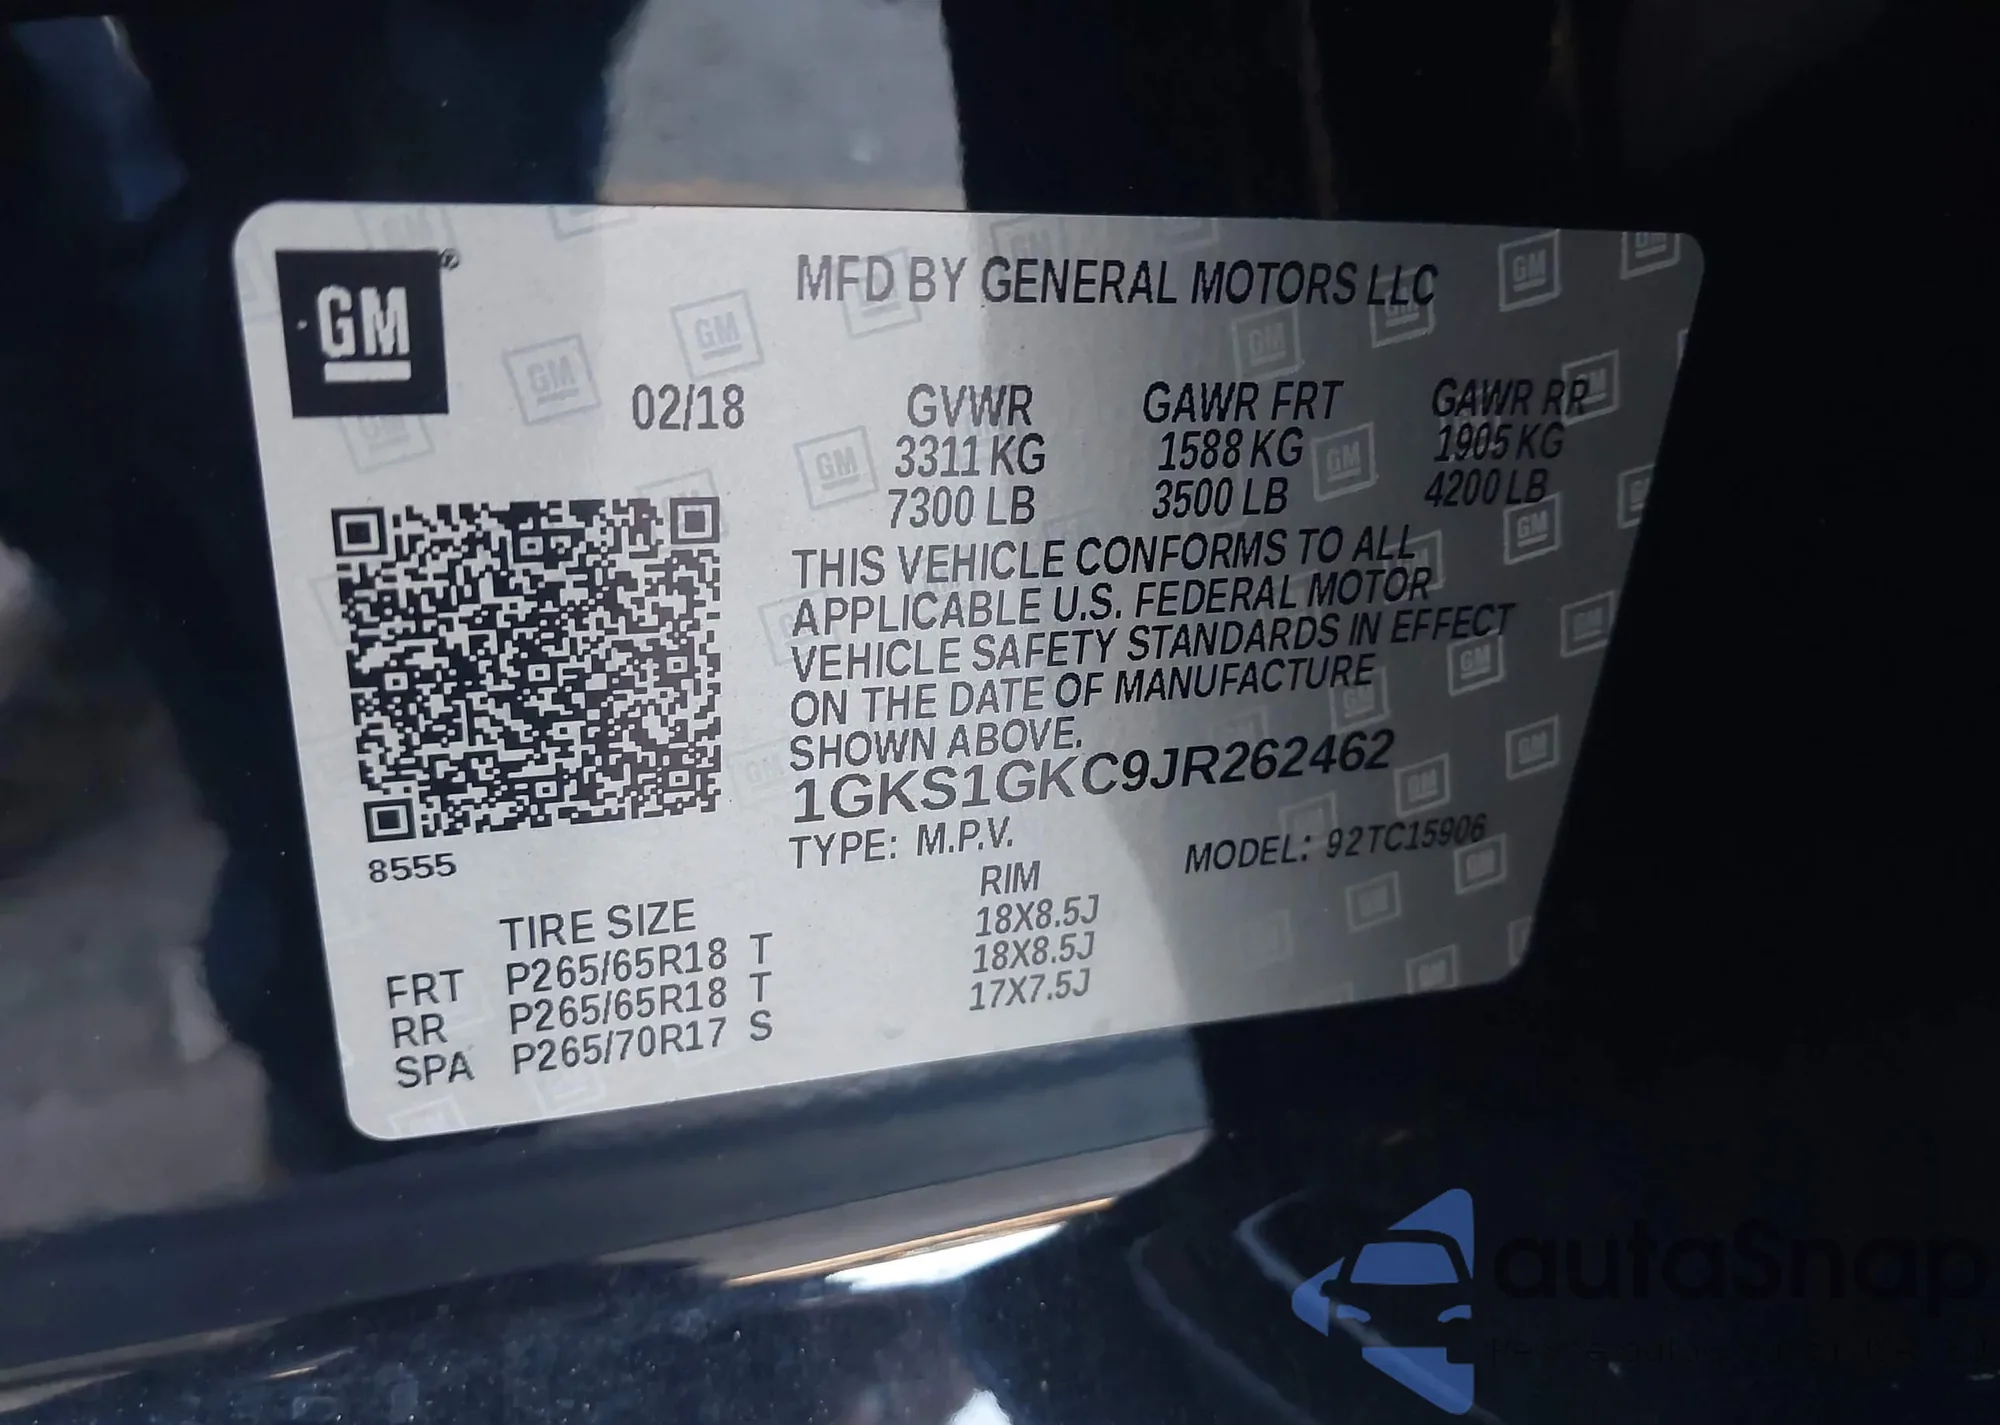 GM®
MFD BY GENERAL MOTORS LLC
02/18 GVWR GAWR FRT GAWR RR
3311 KG 1588 KG 1905 KG
7300 LB 3500 LB 4200 LB
THIS VEHICLE CONFORMS TO ALL
APPLICABLE U.S. FEDERAL MOTOR
VEHICLE SAFETY STANDARDS IN EFFECT
ON THE DATE OF MANUFACTURE
SHOWN ABOVE.
1GKS1GKC9JR262462
TYPE: M.P.V. MODEL: 92TC15906
8555
TIRE SIZE RIM
FRT P265/65R18 T 18X8.5J
RR P265/65R18 T 18X8.5J
SPA P265/70R17 S 17X7.5J
autaSnap